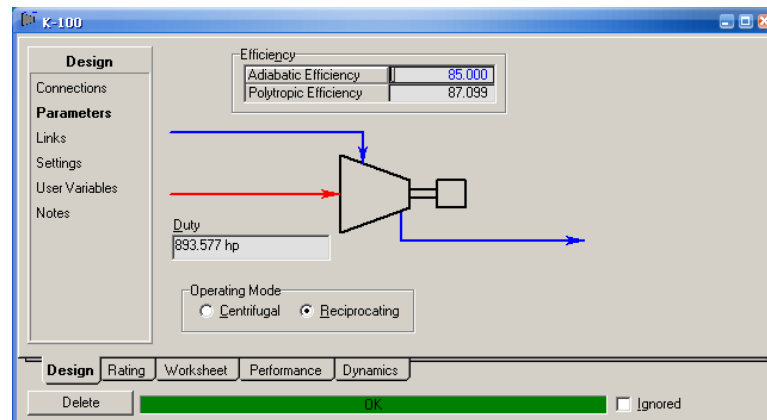 K-100
Design
Connections
Parameters
Links
Settings
User Variables
Notes
Efficiency
Adiabatic Efficiency 85.000
Polytropic Efficiency 87.099
Duty
893.577 hp
Operating Mode
Centrifugal Reciprocating
Design Rating Worksheet Performance Dynamics
Delete OK Ignored